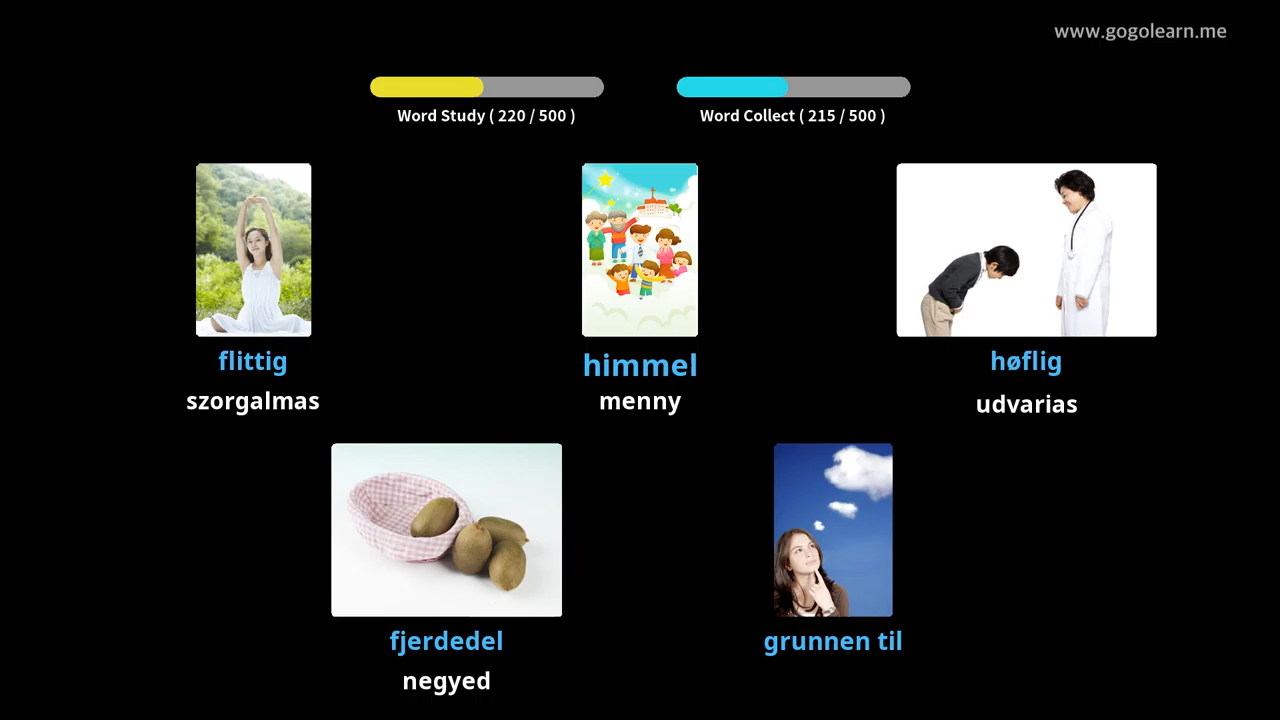 www.gogolearn.me
Word Study ( 220 / 500 )
Word Collect ( 215 / 500 )
flittig
himmel
høflig
szorgalmas
menny
udvarias
fjerdedel
grunnen til
negyed